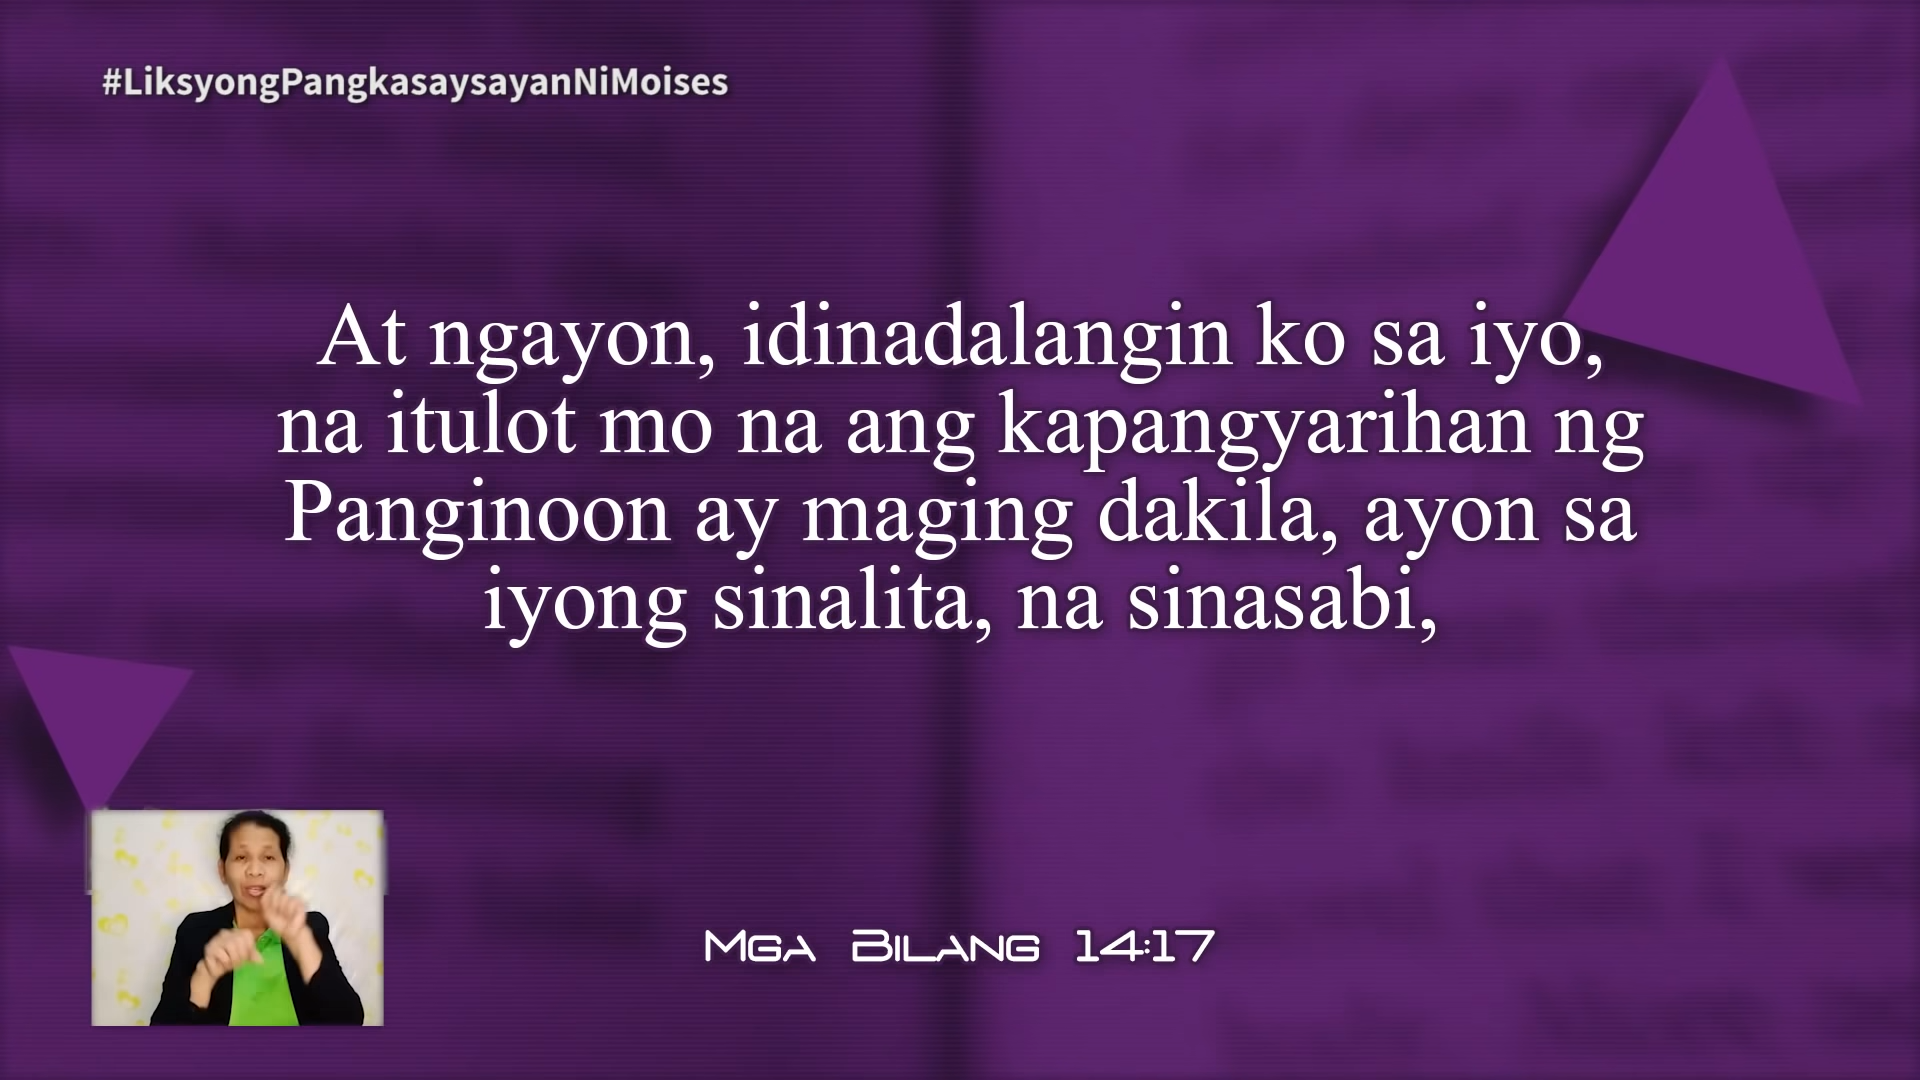 #LiksyongPangkasaysayanNiMoises
At ngayon, idinadalangin ko sa iyo,
na itulot mo na ang kapangyarihan ng
Panginoon ay maging dakila, ayon sa
iyong sinalita, na sinasabi,
Mga Bilang 14:17